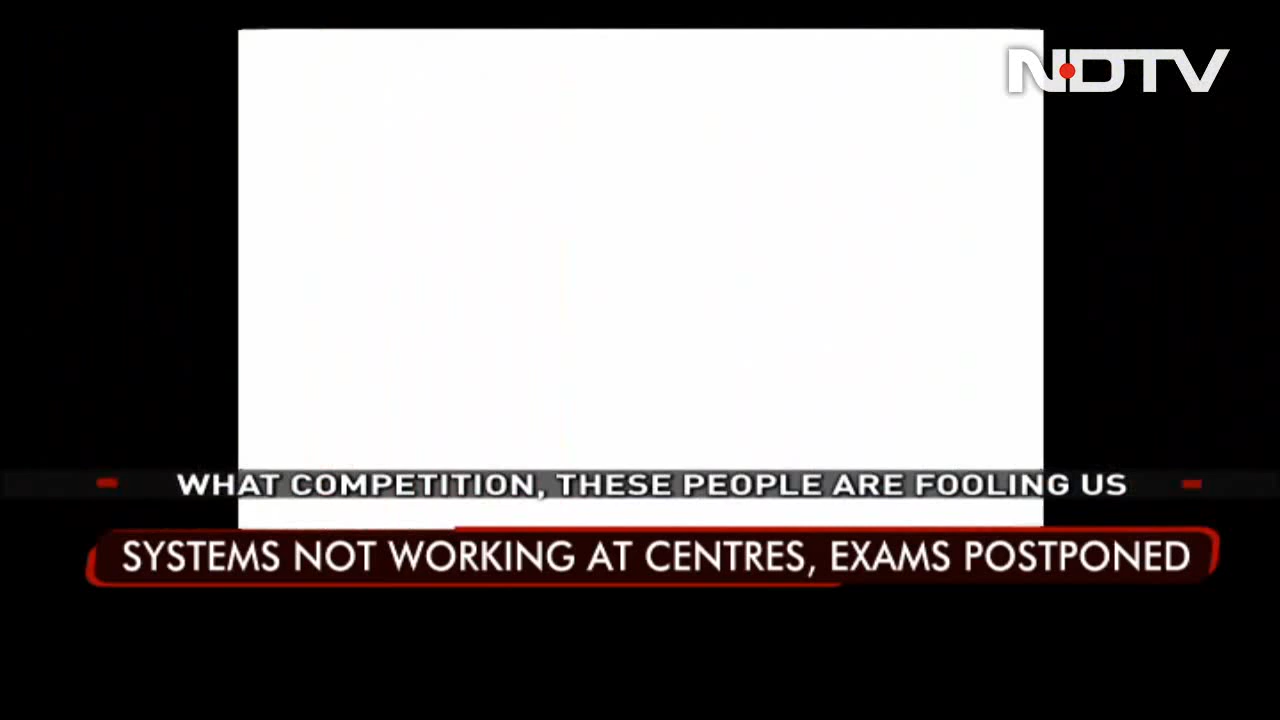 NDTV
WHAT COMPETITION, THESE PEOPLE ARE FOOLING US
SYSTEMS NOT WORKING AT CENTRES, EXAMS POSTPONED